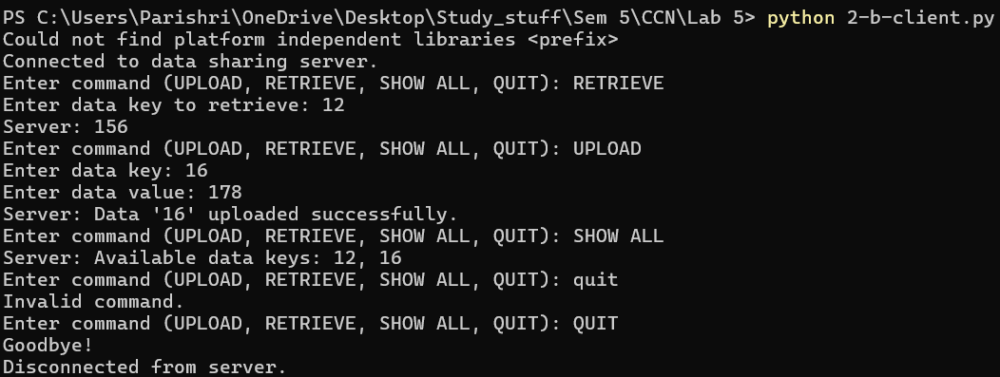 PS C:\Users\Parishri\OneDrive\Desktop\Study_stuff\Sem 5\CCN\Lab 5> python 2-b-client.py
Could not find platform independent libraries <prefix>
Connected to data sharing server.
Enter command (UPLOAD, RETRIEVE, SHOW ALL, QUIT): RETRIEVE
Enter data key to retrieve: 12
Server: 156
Enter command (UPLOAD, RETRIEVE, SHOW ALL, QUIT): UPLOAD
Enter data key: 16
Enter data value: 178
Server: Data '16' uploaded successfully.
Enter command (UPLOAD, RETRIEVE, SHOW ALL, QUIT): SHOW ALL
Server: Available data keys: 12, 16
Enter command (UPLOAD, RETRIEVE, SHOW ALL, QUIT): quit
Invalid command.
Enter command (UPLOAD, RETRIEVE, SHOW ALL, QUIT): QUIT
Goodbye!
Disconnected from server.